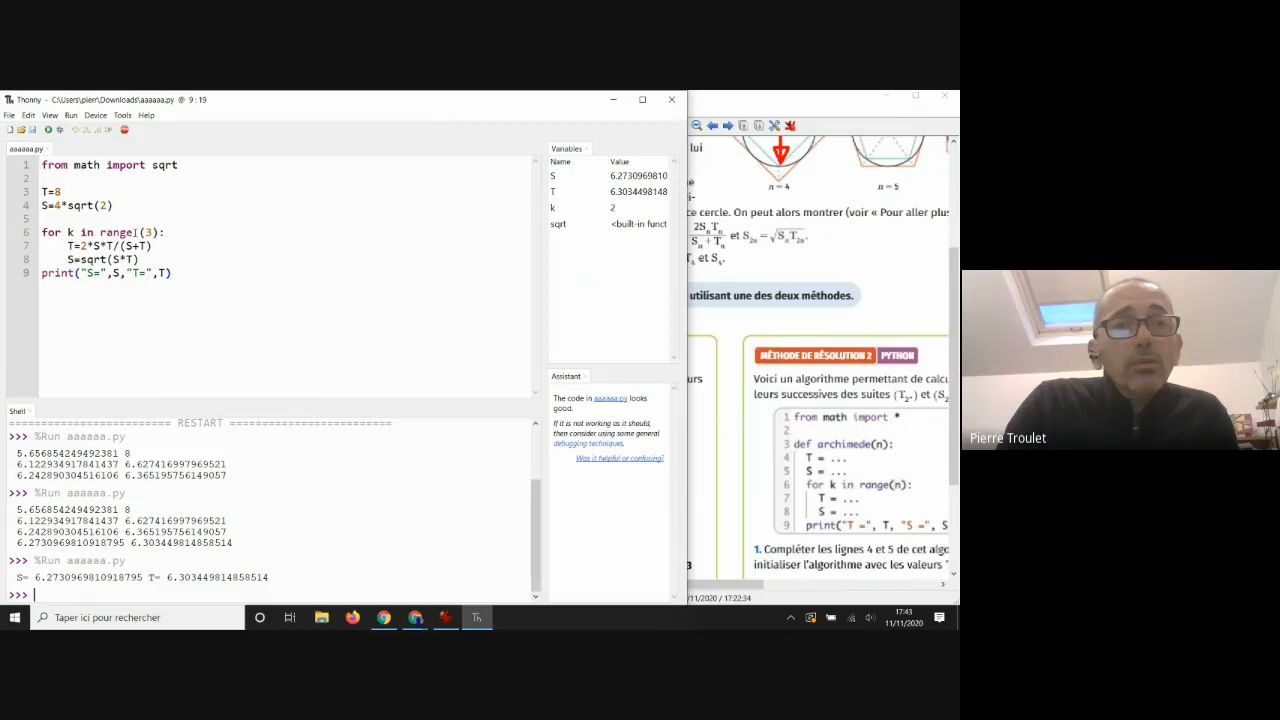 Thonny - C:\Users\pierr\Downloads\aaaaaa.py @ 9:19
File Edit View Run Device Tools Help
aaaaaa.py
1 from math import sqrt
2
3 T=8
4 S=4*sqrt(2)
5
6 for k in range(3):
7 T=2*S*T/(S+T)
8 S=sqrt(S*T)
9 print("S=",S,"T=",T)
Variables
Name Value
S 6.2730969810
T 6.3034498148
k 2
sqrt <built-in funct
Assistant
The code in aaaaaa.py looks
good.
If it is not working as it should,
then consider using some general
debugging techniques.
Was it helpful or confusing?
Shell
======================== RESTART ========================
>>> %Run aaaaaa.py
5.656854249492381 8
6.122934917841437 6.627416997969521
6.242890304516106 6.365195756149057
>>> %Run aaaaaa.py
5.656854249492381 8
6.122934917841437 6.627416997969521
6.242890304516106 6.365195756149057
6.2730969810918795 6.303449814858514
>>> %Run aaaaaa.py
S= 6.2730969810918795 T= 6.303449814858514
>>>
lui
n = 4
n = 5
ce cercle. On peut alors montrer (voir « Pour aller plus
2SₙTₙ
Sₙ + Tₙ
et S₂ₙ = √SₙT₂ₙ.
et S₄.
utilisant une des deux méthodes.
MÉTHODE DE RÉSOLUTION 2 PYTHON
Voici un algorithme permettant de calcu
leurs successives des suites (T₂ₙ) et (S₂
1 from math import *
2
3 def archimede(n):
4 T = ...
5 S = ...
6 for k in range(n):
7 T = ...
8 S = ...
9 print("T =", T, "S =", S
1. Compléter les lignes 4 et 5 de cet algo
initialiser l'algorithme avec les valeurs
/11/2020 / 17:22:34
Pierre Troulet
Taper ici pour rechercher
Th
17:43
11/11/2020